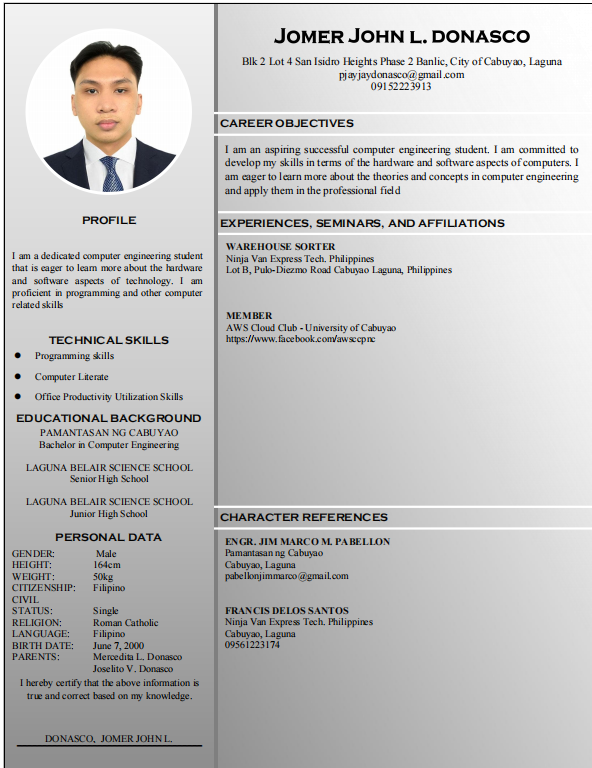 JOMER JOHN L. DONASCO
Blk 2 Lot 4 San Isidro Heights Phase 2 Banlic, City of Cabuyao, Laguna
pjayjaydonasco@gmail.com
09152223913
CAREER OBJECTIVES
I am an aspiring successful computer engineering student. I am committed to
develop my skills in terms of the hardware and software aspects of computers. I
am eager to learn more about the theories and concepts in computer engineering
and apply them in the professional field
EXPERIENCES, SEMINARS, AND AFFILIATIONS
WAREHOUSE SORTER
Ninja Van Express Tech. Philippines
Lot B, Pulo-Diezmo Road Cabuyao Laguna, Philippines
MEMBER
AWS Cloud Club - University of Cabuyao
https://www.facebook.com/awsccpnc
CHARACTER REFERENCES
ENGR. JIM MARCO M. PABELLON
Pamantasan ng Cabuyao
Cabuyao, Laguna
pabellonjimmarco@gmail.com
FRANCIS DELOS SANTOS
Ninja Van Express Tech. Philippines
Cabuyao, Laguna
09561223174
PROFILE
I am a dedicated computer engineering student
that is eager to learn more about the hardware
and software aspects of technology. I am
proficient in programming and other computer
related skills
TECHNICAL SKILLS
● Programming skills
● Computer Literate
● Office Productivity Utilization Skills
EDUCATIONAL BACKGROUND
PAMANTASAN NG CABUYAO
Bachelor in Computer Engineering
LAGUNA BELAIR SCIENCE SCHOOL
Senior High School
LAGUNA BELAIR SCIENCE SCHOOL
Junior High School
PERSONAL DATA
GENDER: Male
HEIGHT: 164cm
WEIGHT: 50kg
CITIZENSHIP: Filipino
CIVIL
STATUS: Single
RELIGION: Roman Catholic
LANGUAGE: Filipino
BIRTH DATE: June 7, 2000
PARENTS: Mercedita L. Donasco
Joselito V. Donasco
I hereby certify that the above information is
true and correct based on my knowledge.
DONASCO, JOMER JOHN L.